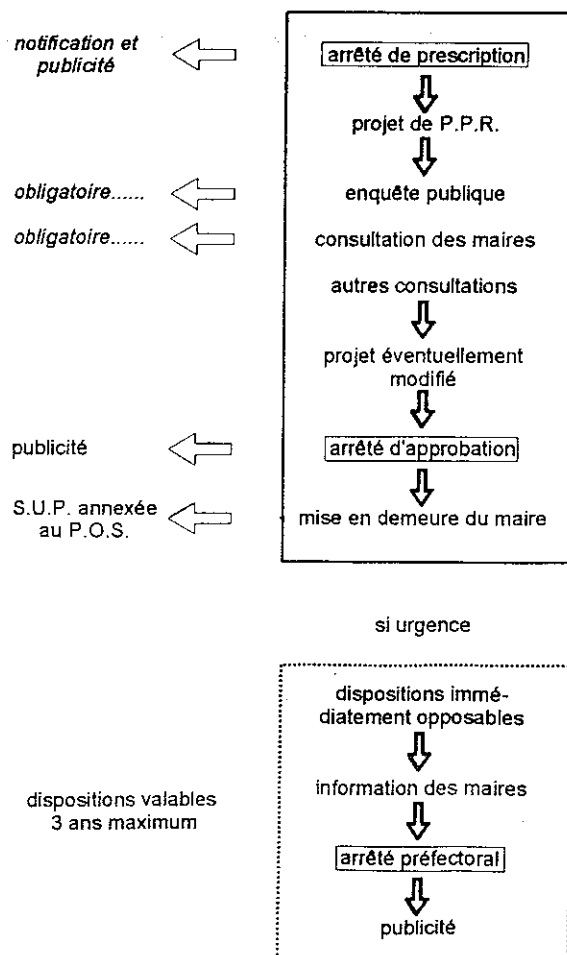 notification et
publicité
arrêté de prescription
projet de P.P.R.
obligatoire......
enquête publique
obligatoire......
consultation des maires
autres consultations
projet éventuellement
modifié
publicité
arrêté d'approbation
S.U.P. annexée
au P.O.S.
mise en demeure du maire
si urgence
dispositions immé-
diatement opposables
information des maires
dispositions valables
3 ans maximum
arrêté préfectoral
publicité